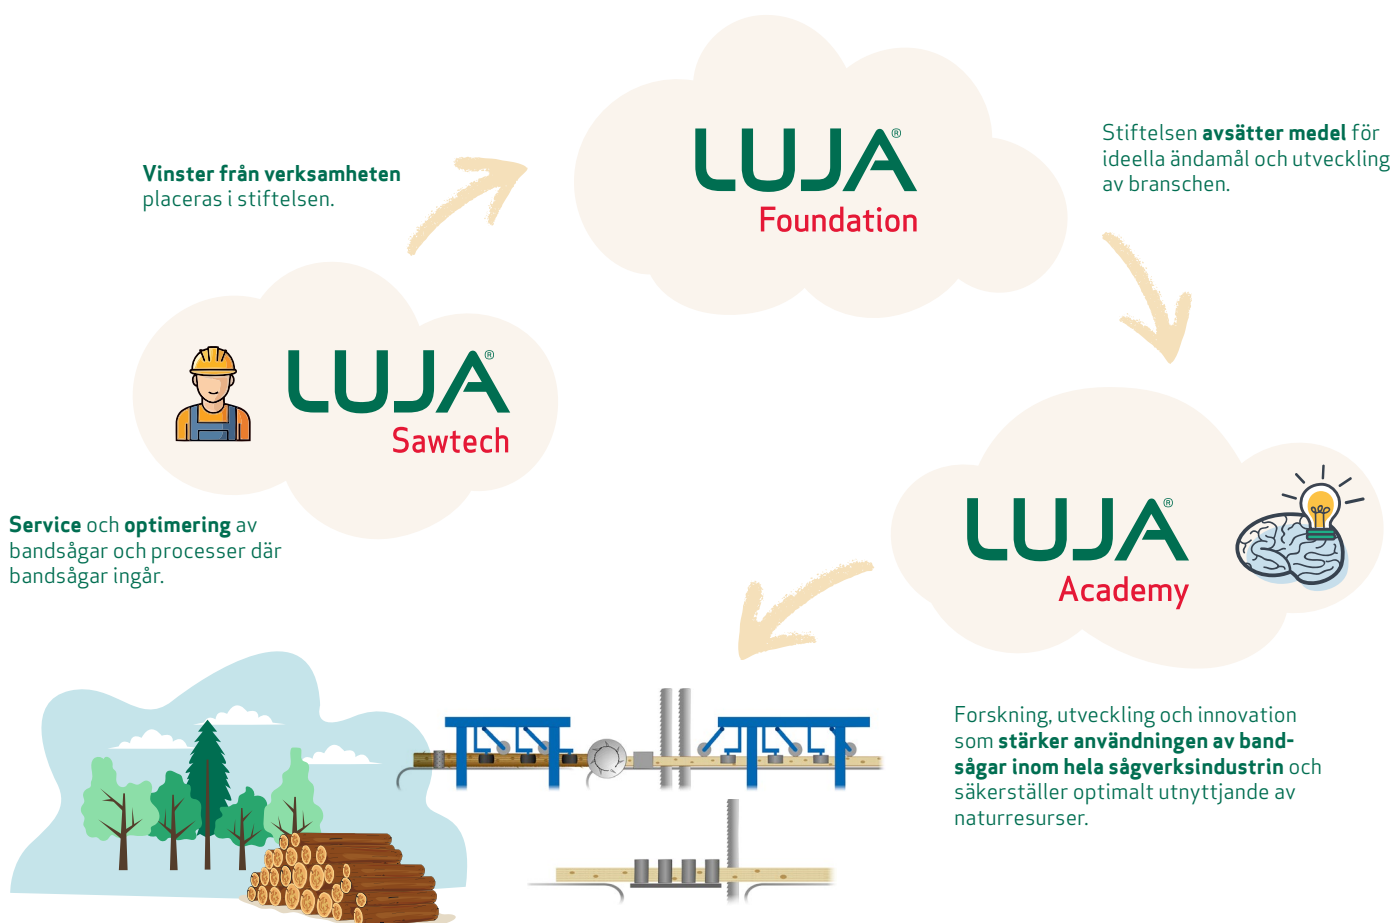 LUJA®
Foundation
Stiftelsen avsätter medel för
ideella ändamål och utveckling
av branschen.
Vinster från verksamheten
placeras i stiftelsen.
LUJA®
Sawtech
Service och optimering av
bandsågar och processer där
bandsågar ingår.
LUJA®
Academy
Forskning, utveckling och innovation
som stärker användningen av band-
sågar inom hela sågverksindustrin och
säkerställer optimalt utnyttjande av
naturresurser.